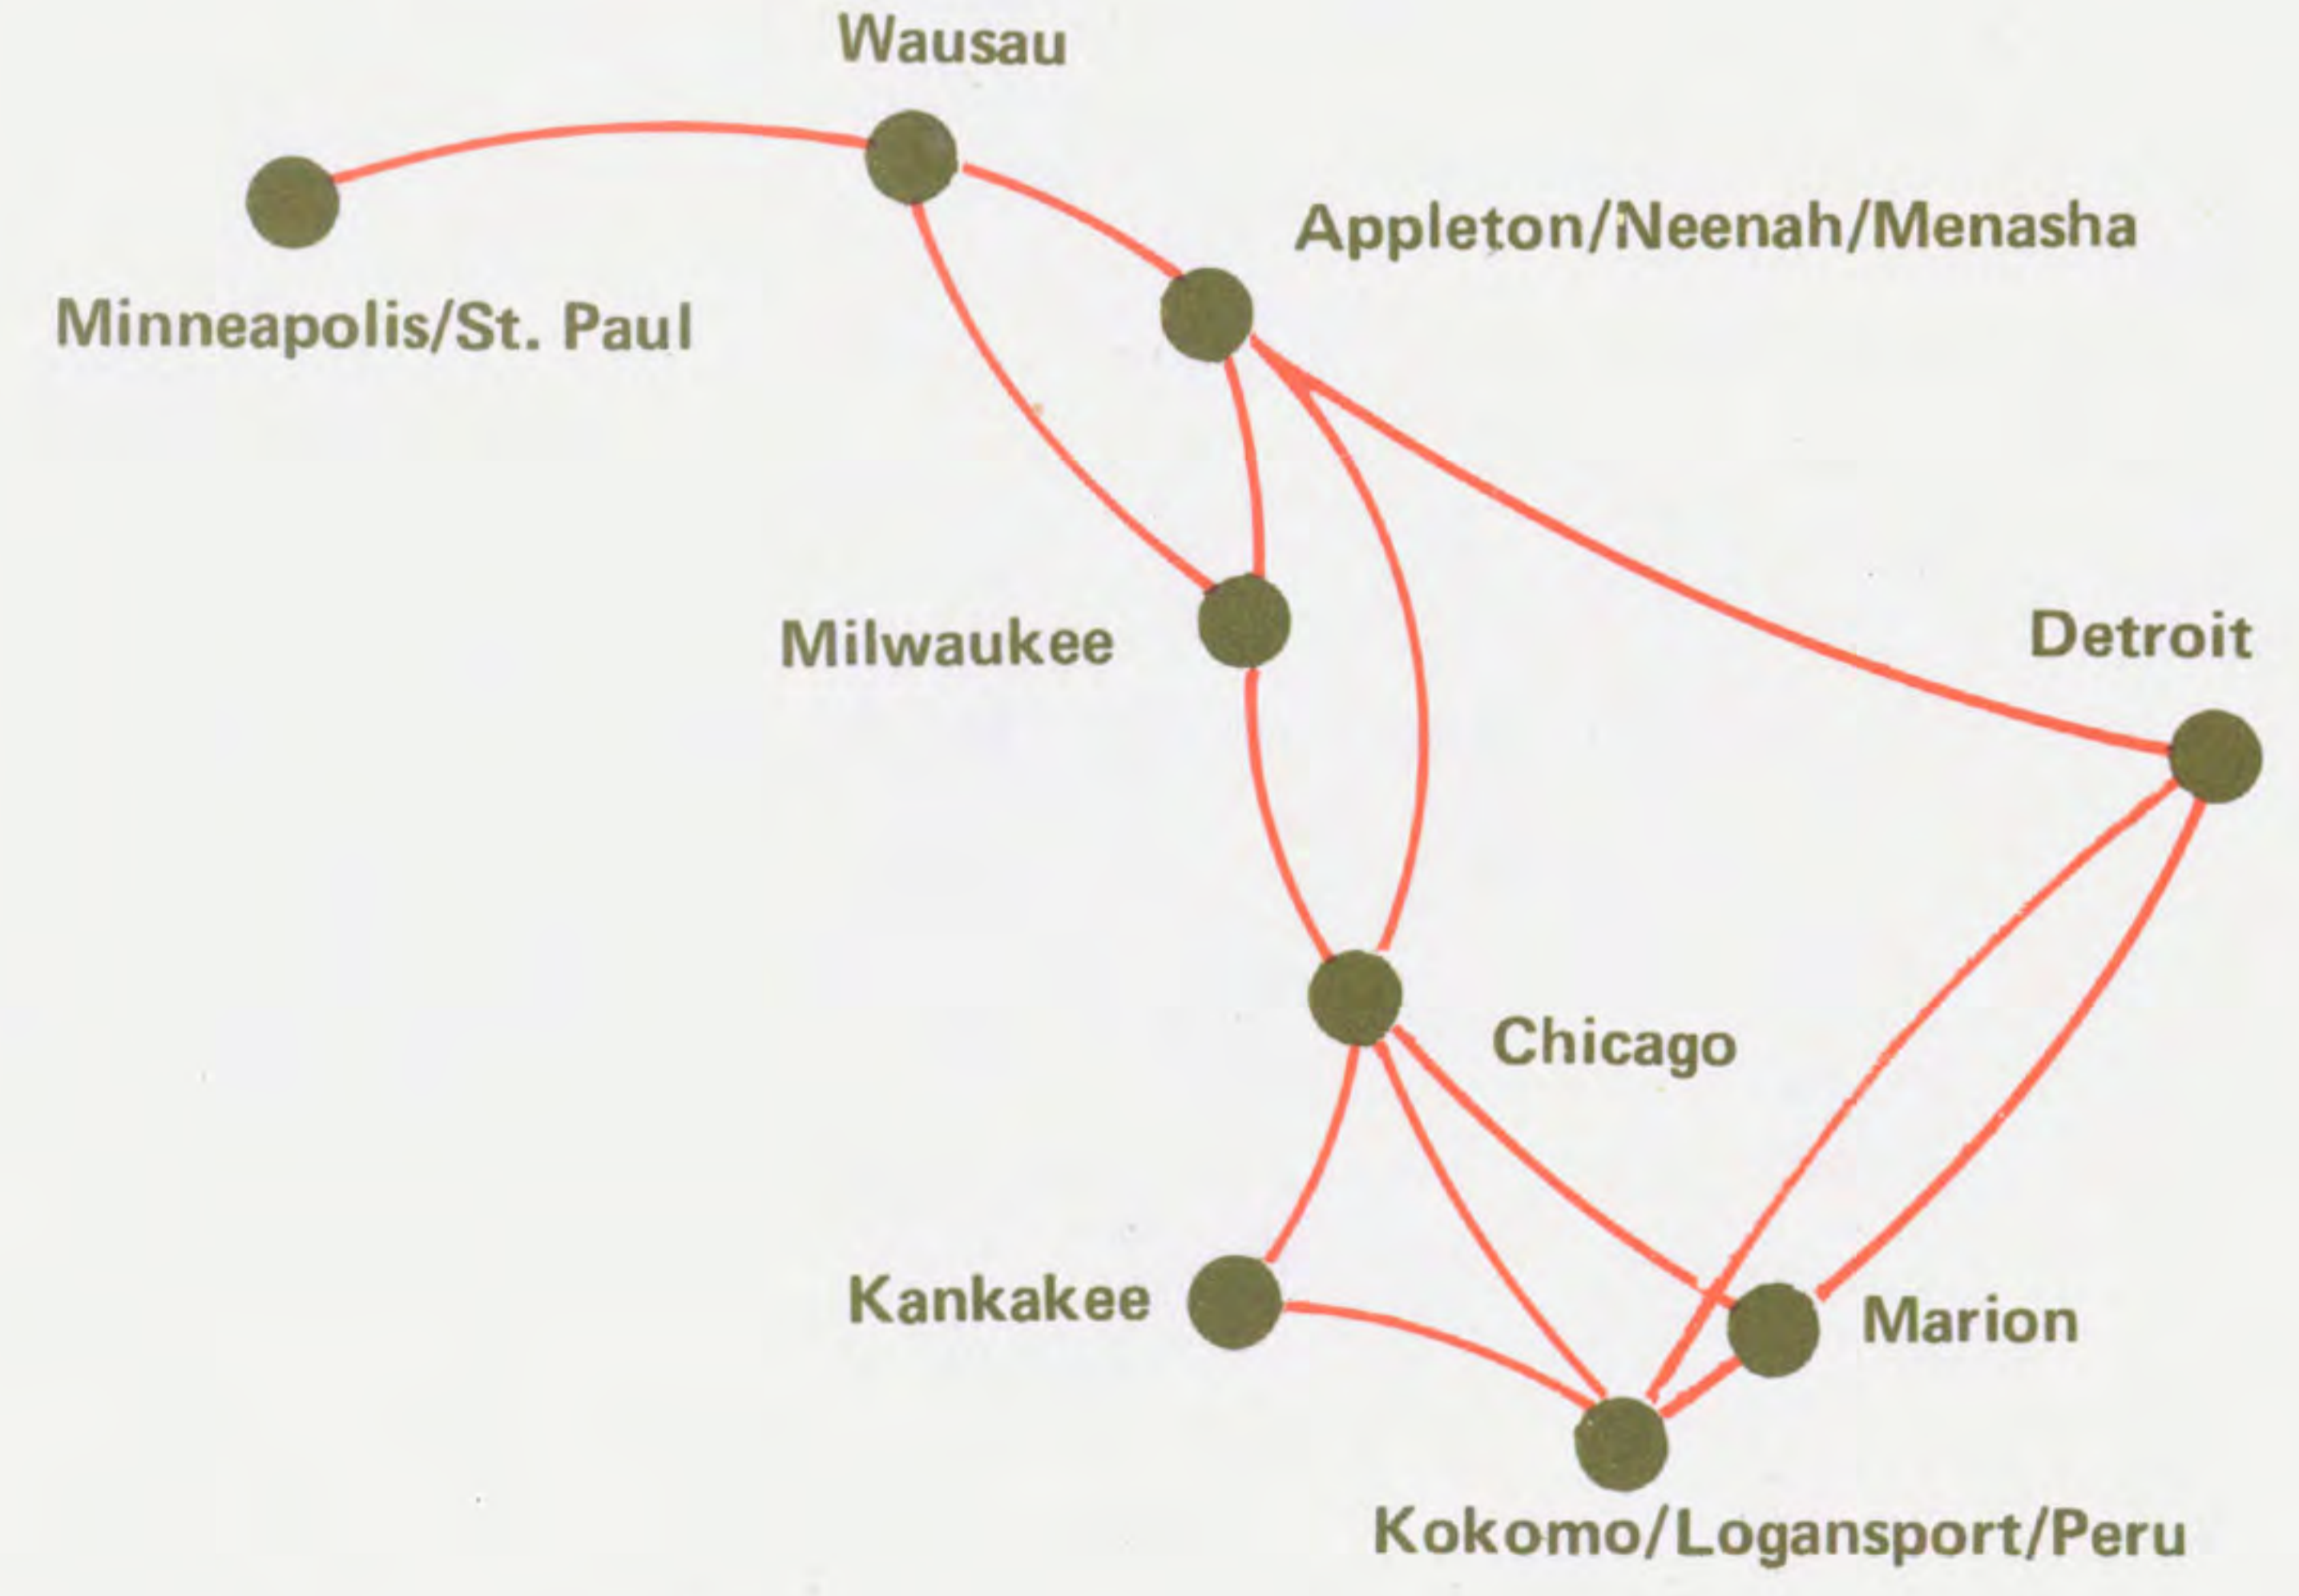 Wausau
Appleton/Neenah/Menasha
Minneapolis/St. Paul
Milwaukee
Detroit
Chicago
Kankakee
Marion
Kokomo/Logansport/Peru